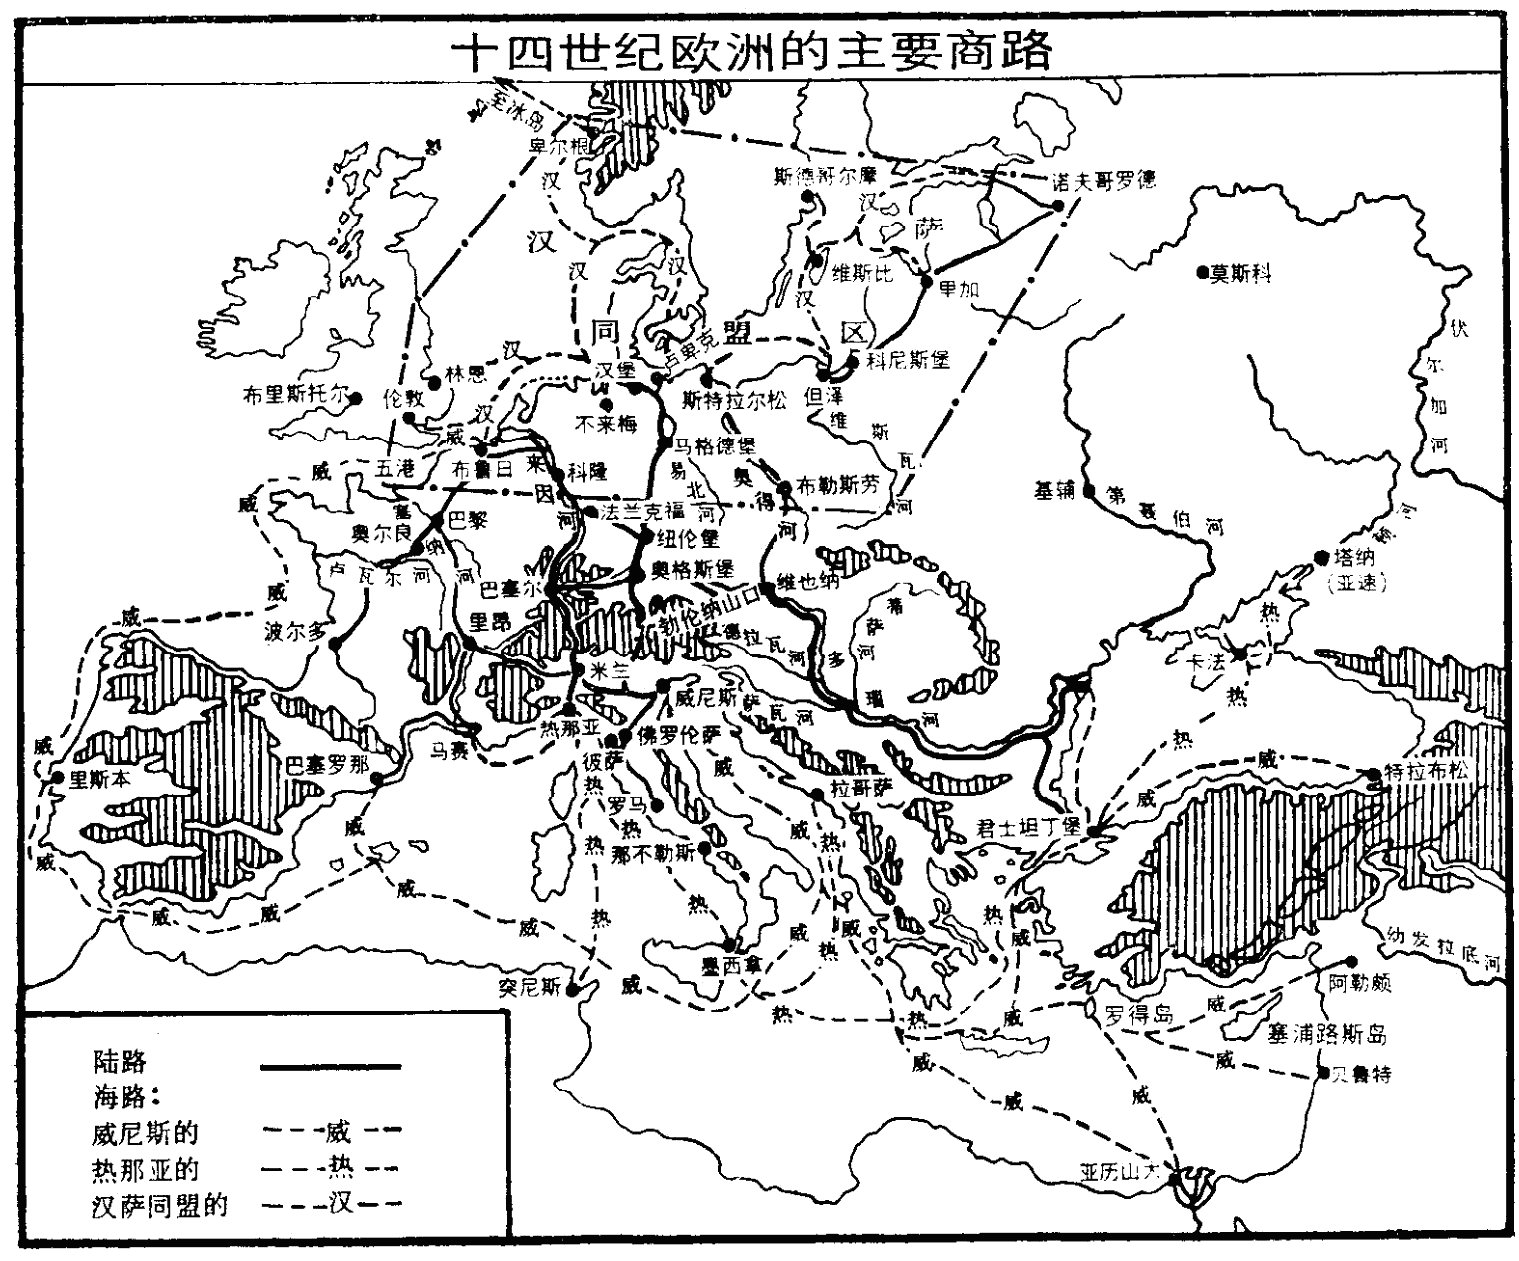 十四世纪欧洲的主要商路
至冰岛
卑尔根
汉
斯德哥尔摩
诺夫哥罗德
汉
萨
汉
汉
汉
维斯比
莫斯科
汉
里加
同
盟
区
伏
尔
加
河
汉
卢卑克
科尼斯堡
林恩
汉堡
布里斯托尔
伦敦
斯特拉尔松
但泽
汉
不来梅
维
斯
瓦
河
威
马格德堡
威
五港
布鲁日
来
因
河
科隆
易
北
河
奥
得
河
布勒斯劳
基辅
第
聂
伯
河
威
塞
纳
河
巴黎
法兰克福
奥尔良
纽伦堡
顿
河
塔纳
(亚速)
卢瓦尔河
巴塞尔
奥格斯堡
维也纳
威
勃伦纳山口
蒂
萨
河
热
威
波尔多
里昂
德拉瓦河
多
瑙
河
米兰
卡法
热
威尼斯
萨
瓦
河
热那亚
佛罗伦萨
热
威
马赛
彼萨
威
里斯本
巴塞罗那
威
特拉布松
热
罗马
拉哥萨
威
威
热
威
君士坦丁堡
威
热
那不勒斯
热
威
热
热
威
威
热
威
威
热
威
幼发拉底河
墨西拿
突尼斯
威
阿勒颇
热
热
威
罗得岛
威
塞浦路斯岛
威
威
贝鲁特
威
威
亚历山大
陆路
海路：
威尼斯的 威
热那亚的 热
汉萨同盟的 汉